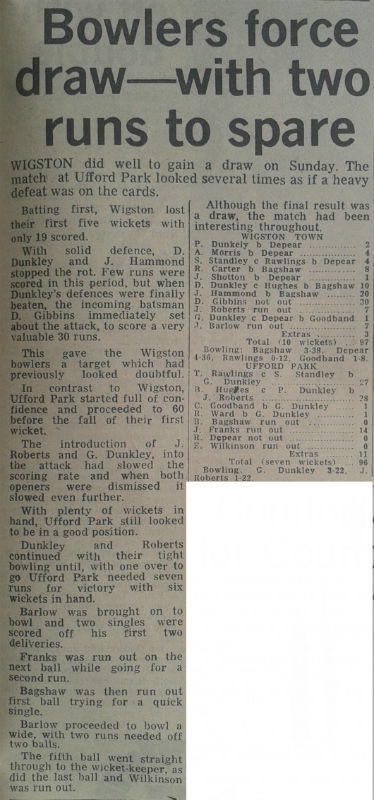 Bowlers force
draw—with two
runs to spare
WIGSTON did well to gain a draw on Sunday. The
match at Ufford Park looked several times as if a heavy
defeat was on the cards.
Batting first, Wigston lost
their first five wickets with
only 19 scored.
With solid defence, D.
Dunkley and J. Hammond
stopped the rot. Few runs were
scored in this period, but when
Dunkley's defences were finally
beaten, the incoming batsman
D. Gibbins immediately set
about the attack, to score a very
valuable 30 runs.
This gave the Wigston
bowlers a target which had
previously looked doubtful.
In contrast to Wigston,
Ufford Park started full of con-
fidence and proceeded to 60
before the fall of their first
wicket.
The introduction of J.
Roberts and G. Dunkley, into
the attack had slowed the
scoring rate and when both
openers were dismissed it
slowed even further.
With plenty of wickets in
hand, Ufford Park still looked
to be in a good position.
Dunkley and Roberts
continued with their tight
bowling until, with one over to
go Ufford Park needed seven
runs for victory with six
wickets in hand.
Barlow was brought on to
bowl and two singles were
scored off his first two
deliveries.
Franks was run out on the
next ball while going for a
second run.
Bagshaw was then run out
first ball trying for a quick
single.
Barlow proceeded to bowl a
wide, with two runs needed off
two balls.
The fifth ball went straight
through to the wicket-keeper, as
did the last ball and Wilkinson
was run out.
Although the final result was
a draw, the match had been
interesting throughout.
WIGSTON TOWN
P. Dunkely b Depear 2
A. Morris b Depear 4
S. Standley c Rawlings b Depear 4
R. Carter b Bagshaw 8
J. Shotton b Depear 1
D. Dunkley c Hughes b Bagshaw 10
J. Hammond b Bagshaw 20
D. Gibbins not out 30
J. Roberts run out 7
G. Dunkley c Depear b Goodband 1
J. Barlow run out 7
Extras 3
Total (10 wickets) 97
Bowling: Bagshaw 3-38, Depear
4-36, Rawlings 0-12, Goodband 1-8.
UFFORD PARK
T. Rawlings c S. Standley b
G. Dunkley 27
B. Hughes c P. Dunkley b
J. Roberts 28
C. Goodband b G. Dunkley 1
I. Ward b G. Dunkley 14
B. Bagshaw run out 0
J. Franks run out 14
R. Depear not out 0
E. Wilkinson run out 0
Extras 11
Total (seven wickets) 96
Bowling. G. Dunkley 3-22, J.
Roberts 1-22